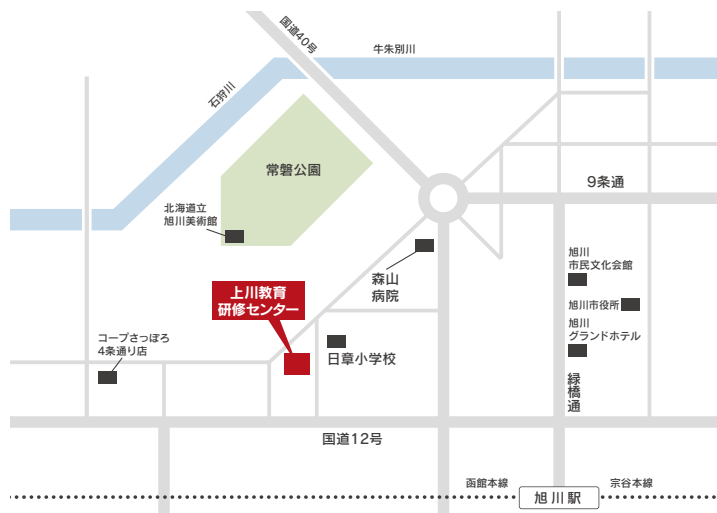 国道40号
牛朱別川
石狩川
常磐公園
9条通
北海道立
旭川美術館
旭川
市民文化会館
森山
病院
上川教育
研修センター
旭川市役所
旭川
グランドホテル
コープさっぽろ
4条通り店
日章小学校
緑橋通
国道12号
函館本線
宗谷本線
旭川駅